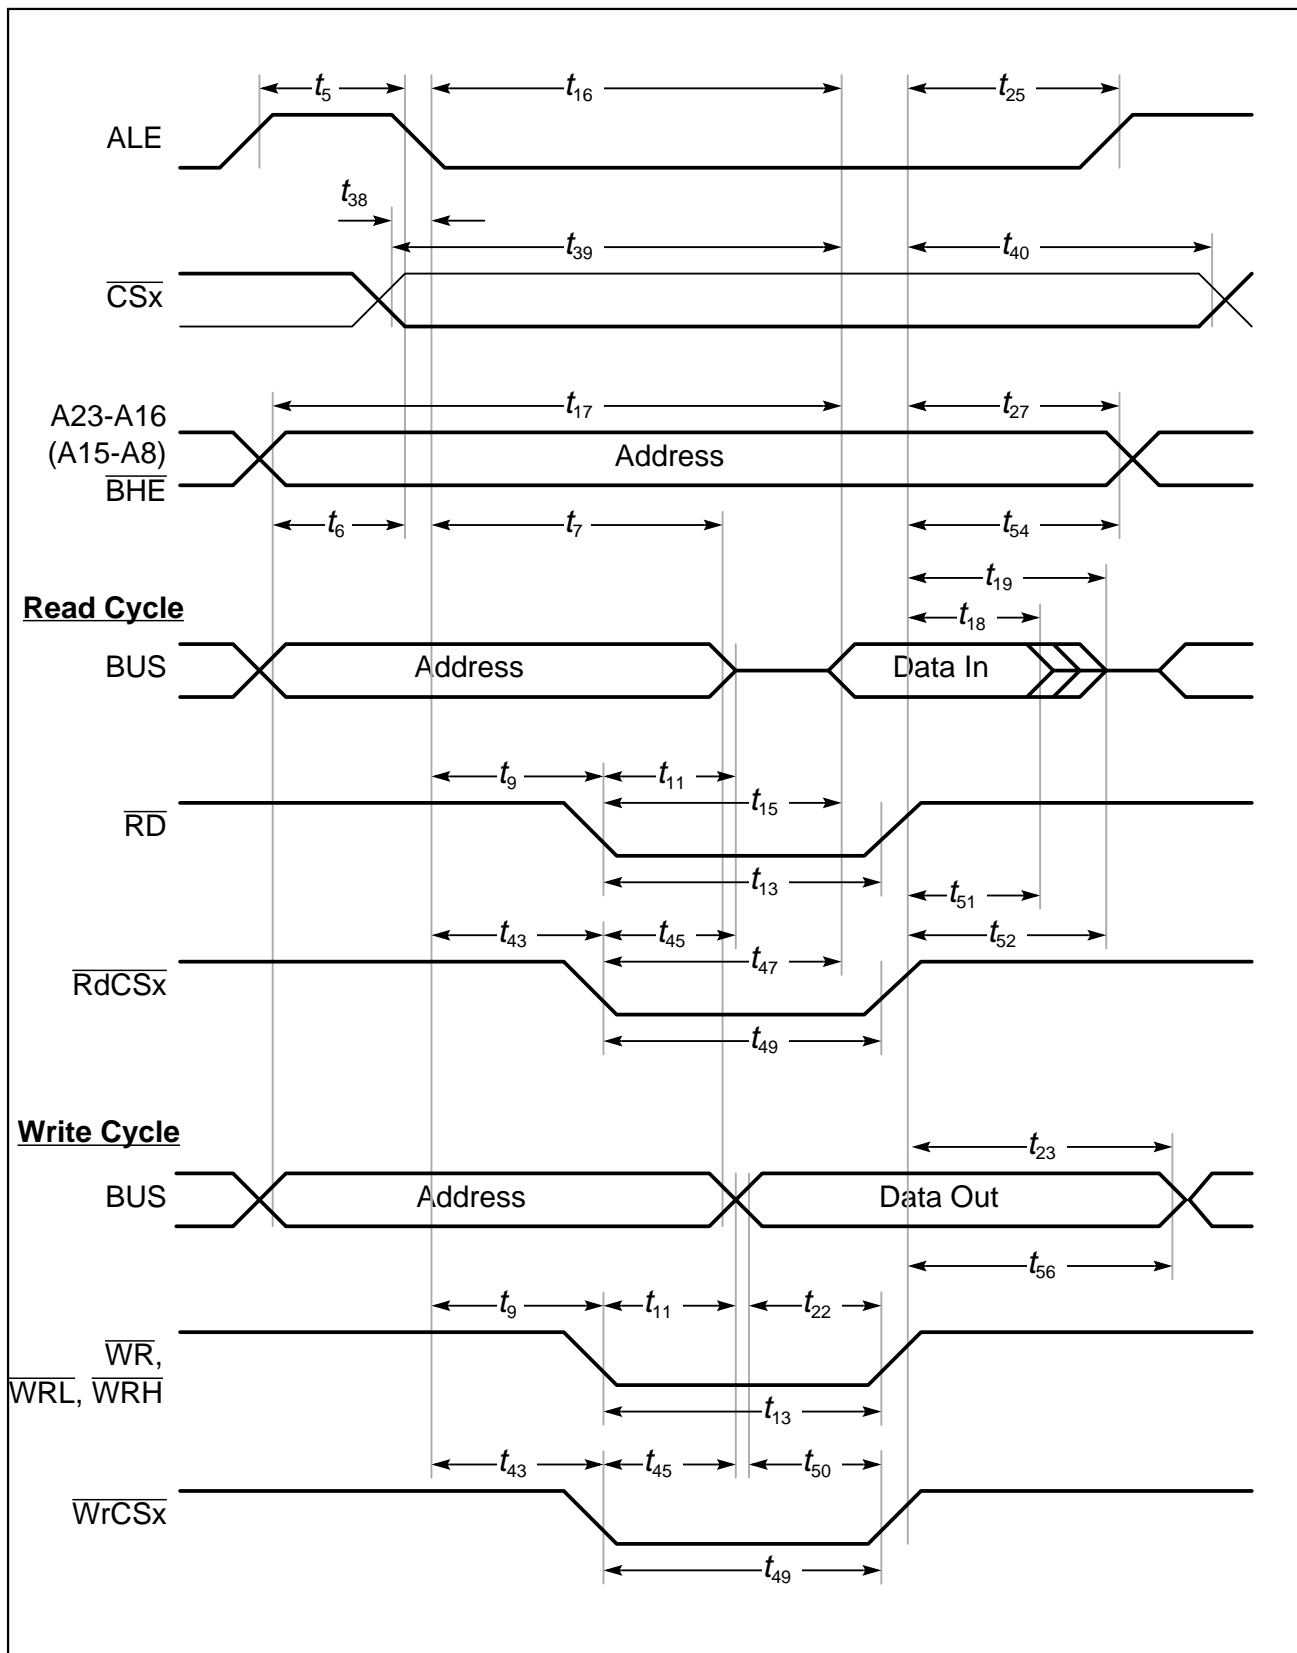 t5 t16 t25
ALE
t38
t39 t40
CSx
t17 t27
A23-A16
(A15-A8)
BHE
Address
t6 t7 t54
t19
Read Cycle
t18
BUS Address Data In
t9 t11
t15
RD
t13
t51
t43 t45 t52
t47
RdCSx
t49
Write Cycle
t23
BUS Address Data Out
t56
t9 t11 t22
WR,
WRL, WRH
t13
t43 t45 t50
WrCSx
t49